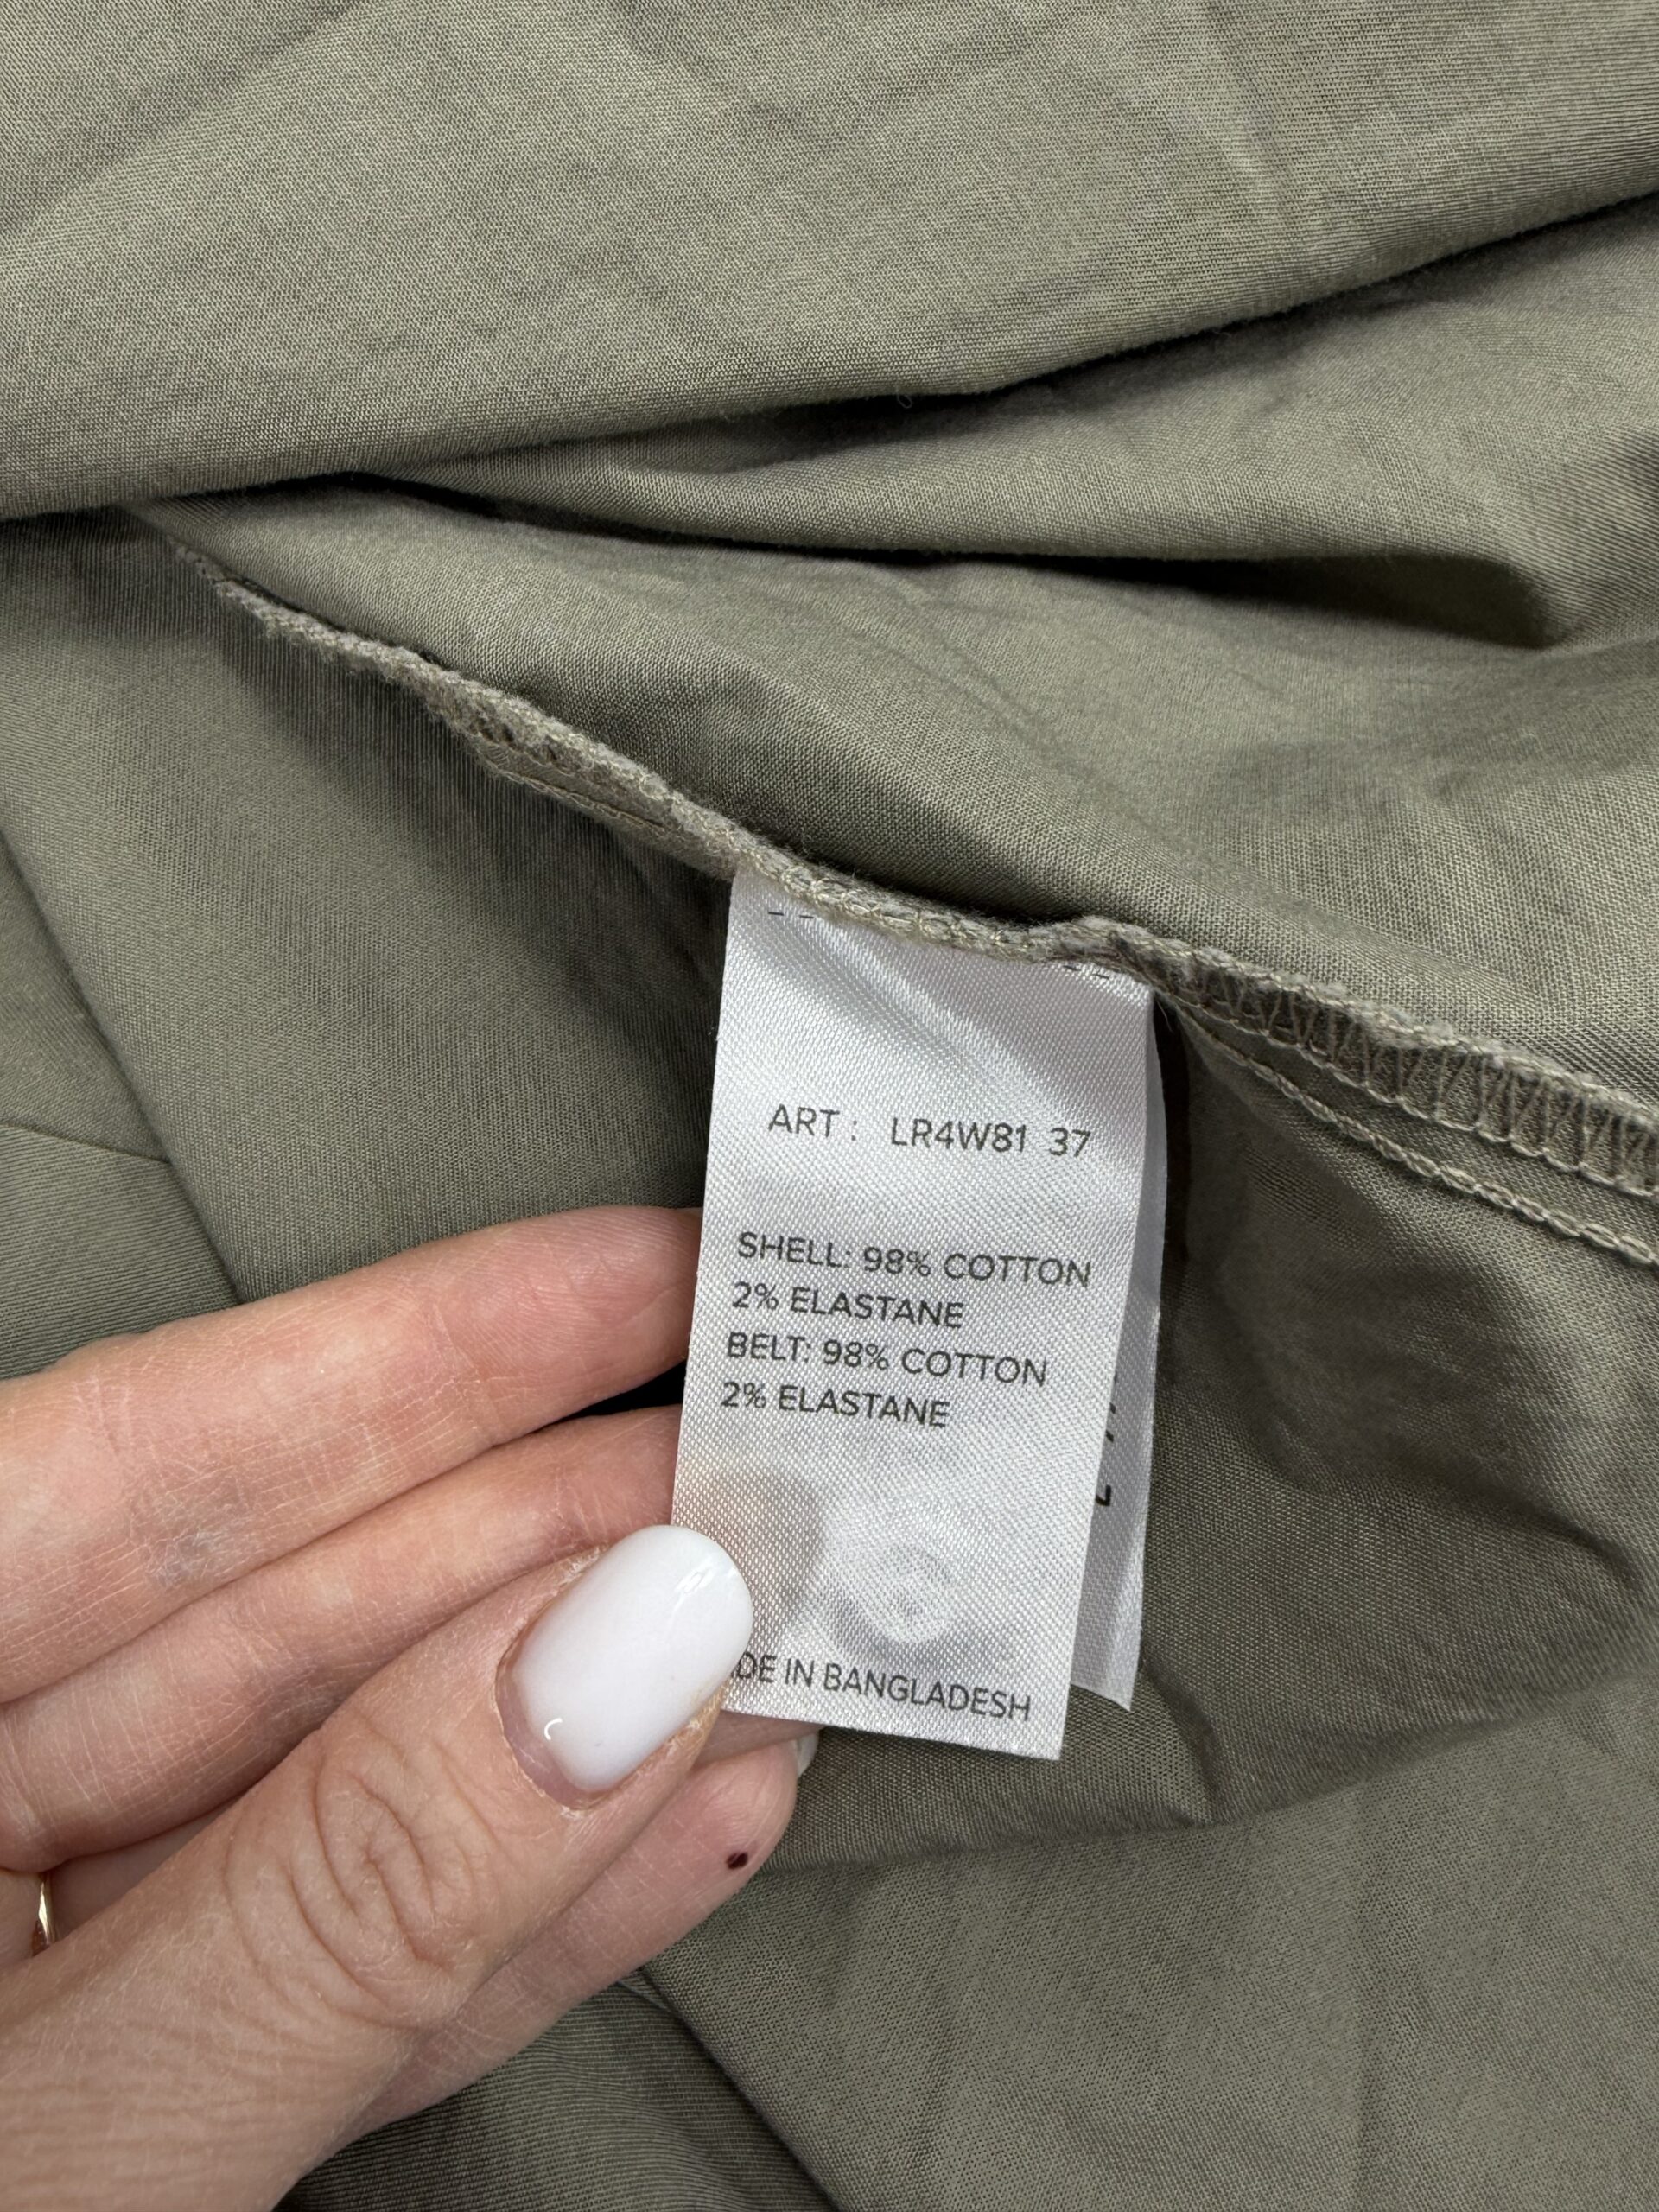 ART : LR4W81 37
SHELL: 98% COTTON
2% ELASTANE
BELT: 98% COTTON
2% ELASTANE
DE IN BANGLADESH